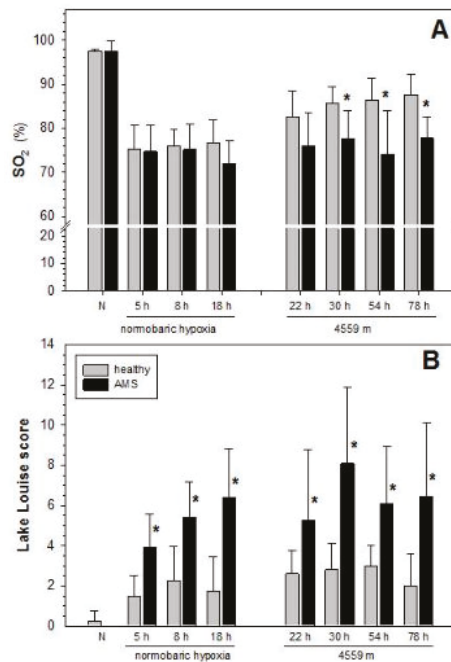 A
100
90
80
70
60
20
10
0
SO2 (%)
N 5 h 8 h 18 h 22 h 30 h 54 h 78 h
normobaric hypoxia 4559 m
* * *
B
14
12
10
8
6
4
2
0
Lake Louise score
healthy
AMS
* * * * * * *
N 5 h 8 h 18 h 22 h 30 h 54 h 78 h
normobaric hypoxia 4559 m